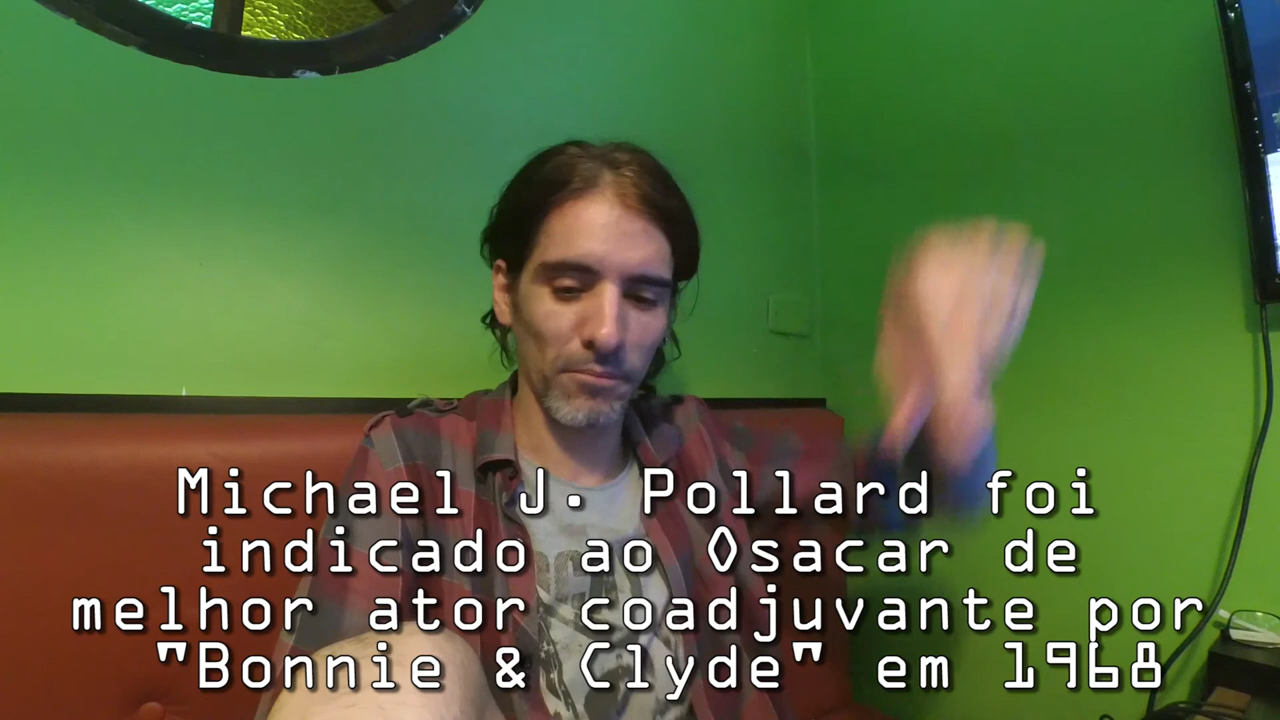 Michael J. Pollard foi
indicado ao Osacar de
melhor ator coadjuvante por
"Bonnie & Clyde" em 1968